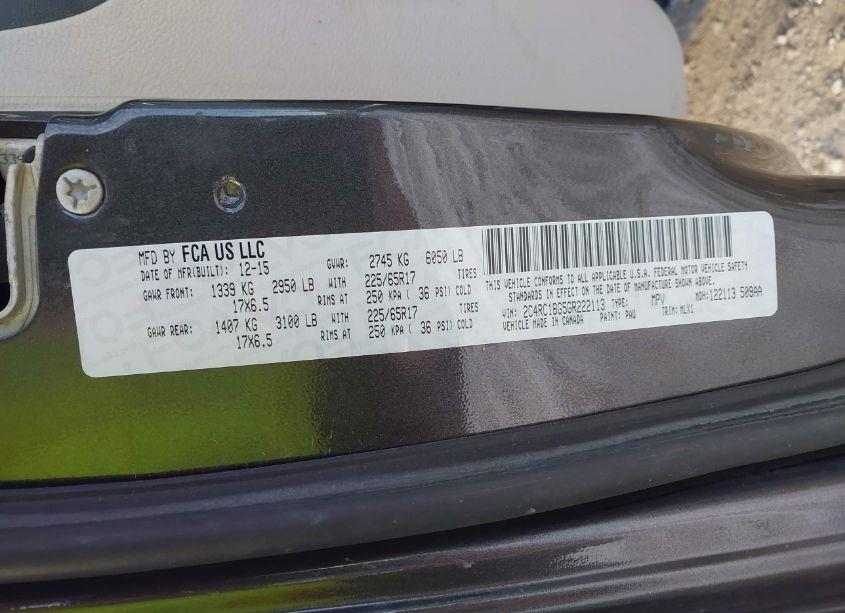 MFD BY FCA US LLC
DATE OF MFR(BUILT): 12-15 GVWR: 2745 KG 6050 LB
GAWR FRONT: 1339 KG 2950 LB WITH 225/65R17 TIRES
17X6.5 RIMS AT 250 KPA ( 36 PSI) COLD
GAWR REAR: 1407 KG 3100 LB WITH 225/65R17 TIRES
17X6.5 RIMS AT 250 KPA ( 36 PSI) COLD
THIS VEHICLE CONFORMS TO ALL APPLICABLE U.S.A. FEDERAL MOTOR VEHICLE SAFETY
STANDARDS IN EFFECT ON THE DATE OF MANUFACTURE SHOWN ABOVE.
VIN: 2C4RC1BG5GR222113 TYPE: MPV MDH: 122113 509AA
VEHICLE MADE IN CANADA PAINT: PAU TRIM: MLX1